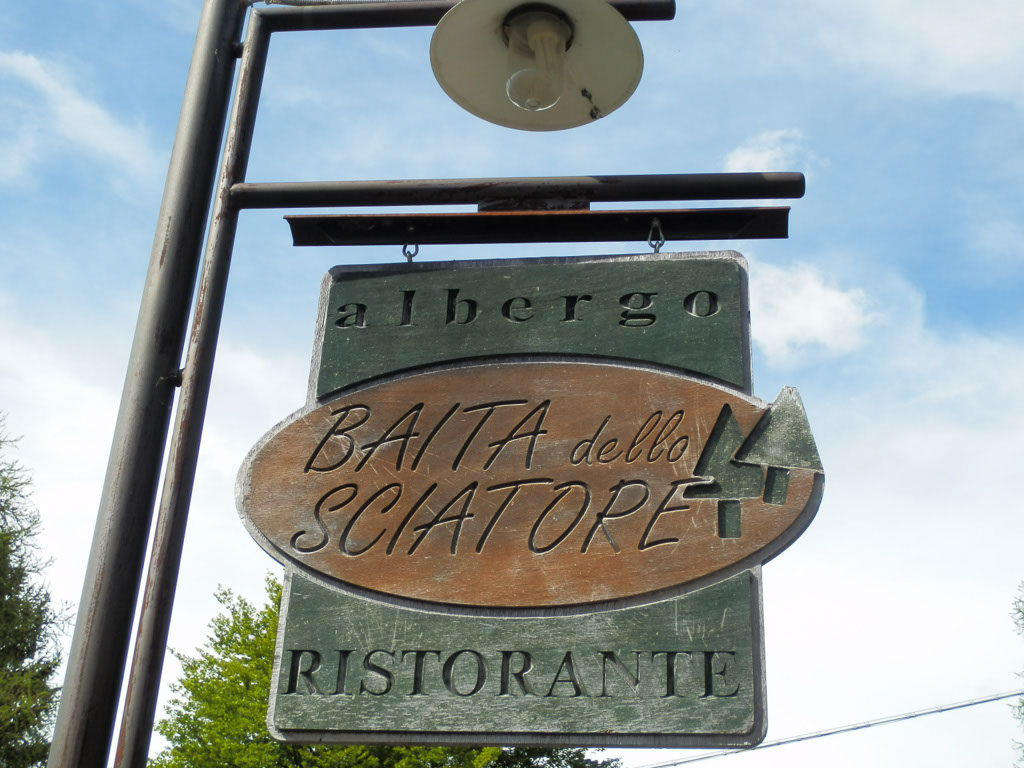 albergo
BAITA dello
SCIATORE
RISTORANTE